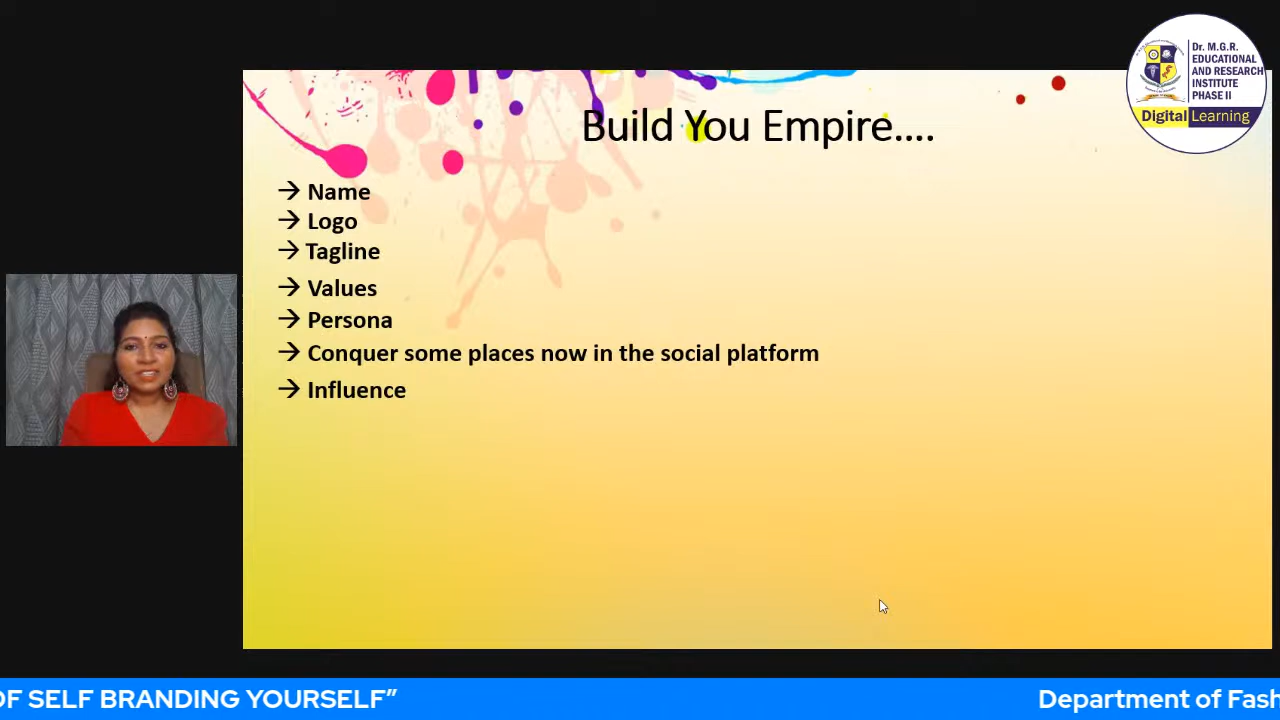 Dr. M.G.R.
EDUCATIONAL
AND RESEARCH
INSTITUTE
PHASE II
Digital Learning
Build You Empire....
→ Name
→ Logo
→ Tagline
→ Values
→ Persona
→ Conquer some places now in the social platform
→ Influence
OF SELF BRANDING YOURSELF”
Department of Fash